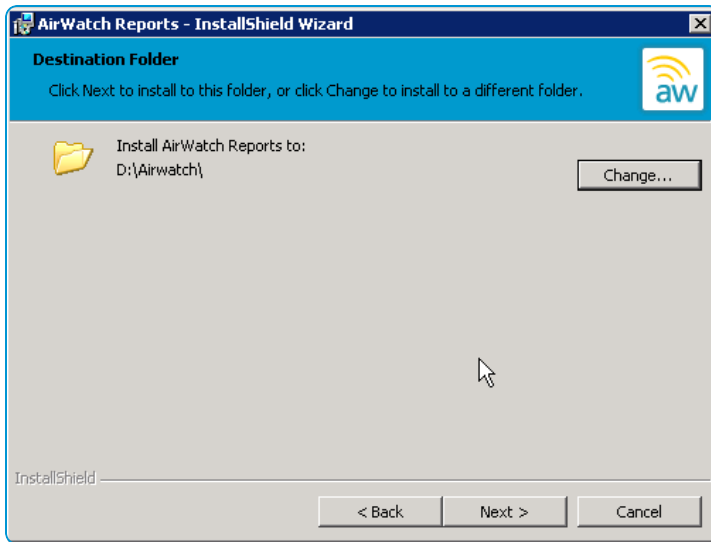 AirWatch Reports - InstallShield Wizard
Destination Folder
Click Next to install to this folder, or click Change to install to a different folder.
aw
Install AirWatch Reports to:
D:\Airwatch\
Change...
InstallShield
< Back
Next >
Cancel